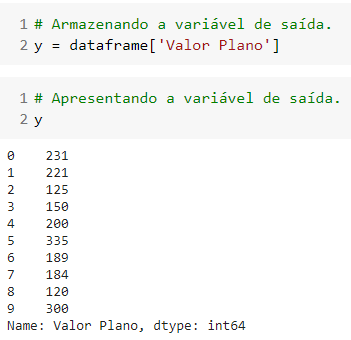 1 # Armazenando a variável de saída.
2 y = dataframe['Valor Plano']
1 # Apresentando a variável de saída.
2 y
0    231
1    221
2    125
3    150
4    200
5    335
6    189
7    184
8    120
9    300
Name: Valor Plano, dtype: int64